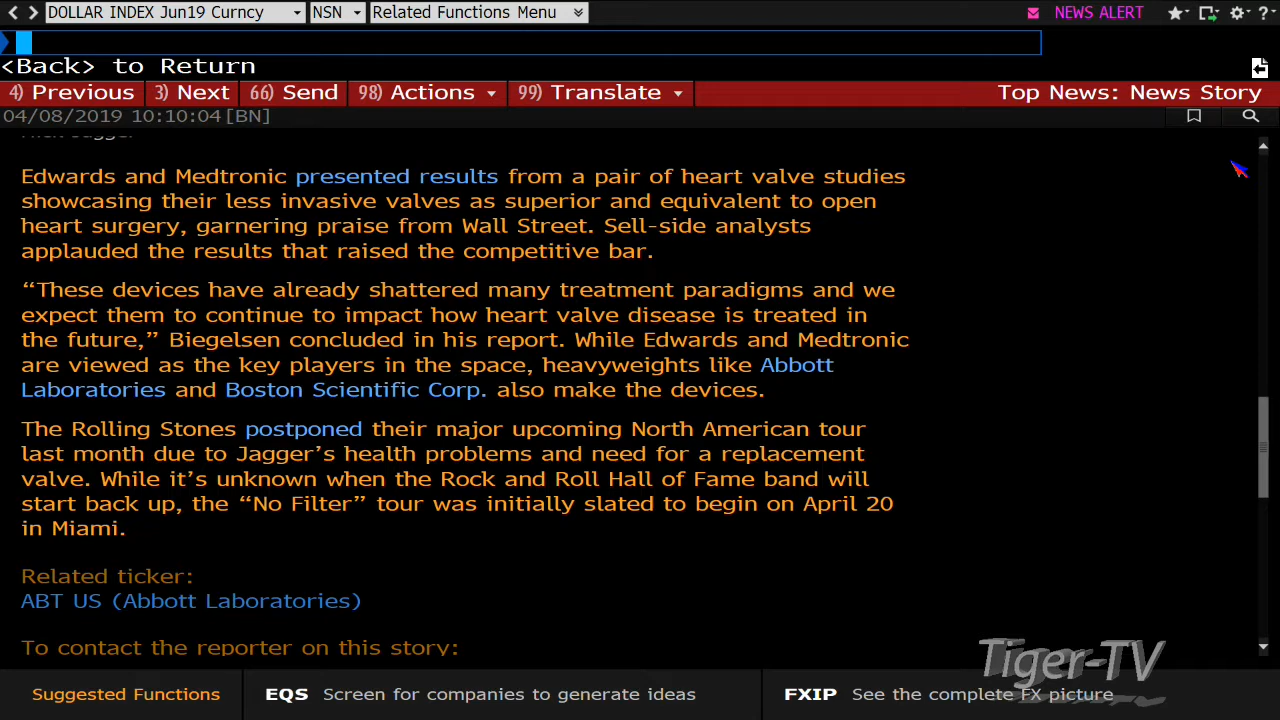 DOLLAR INDEX Jun19 Curncy NSN Related Functions Menu NEWS ALERT
<Back> to Return
4) Previous 3) Next 66) Send 98) Actions 99) Translate Top News: News Story
04/08/2019 10:10:04[BN]
Edwards and Medtronic presented results from a pair of heart valve studies
showcasing their less invasive valves as superior and equivalent to open
heart surgery, garnering praise from Wall Street. Sell-side analysts
applauded the results that raised the competitive bar.
“These devices have already shattered many treatment paradigms and we
expect them to continue to impact how heart valve disease is treated in
the future,” Biegelsen concluded in his report. While Edwards and Medtronic
are viewed as the key players in the space, heavyweights like Abbott
Laboratories and Boston Scientific Corp. also make the devices.
The Rolling Stones postponed their major upcoming North American tour
last month due to Jagger’s health problems and need for a replacement
valve. While it’s unknown when the Rock and Roll Hall of Fame band will
start back up, the “No Filter” tour was initially slated to begin on April 20
in Miami.
Related ticker:
ABT US (Abbott Laboratories)
To contact the reporter on this story:
Tiger-TV
Suggested Functions EQS Screen for companies to generate ideas FXIP See the complete FX picture